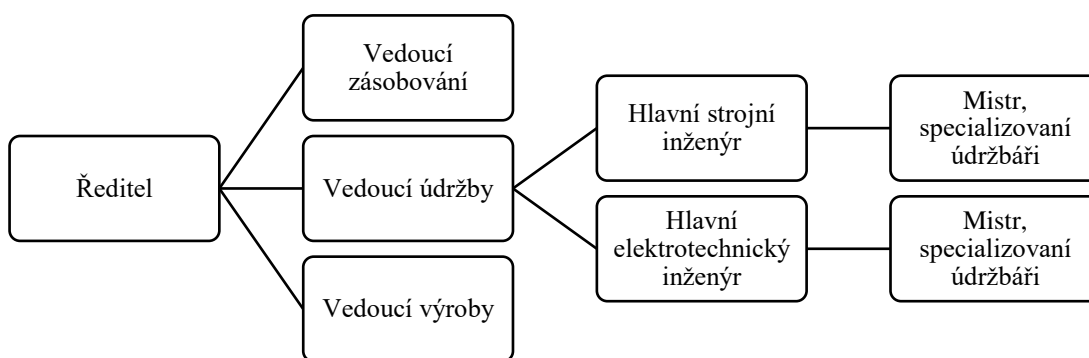 Ředitel
Vedoucí
zásobování
Vedoucí údržby
Vedoucí výroby
Hlavní strojní
inženýr
Hlavní
elektrotechnický
inženýr
Mistr,
specializovaní
údržbáři
Mistr,
specializovaní
údržbáři